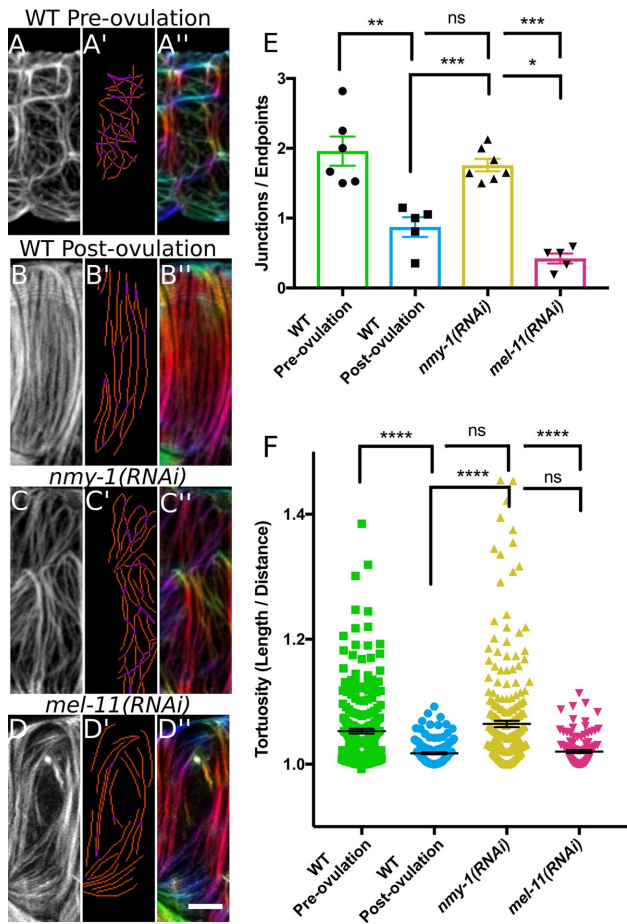 WT Pre-ovulation
A A' A''
WT Post-ovulation
B B' B''
nmy-1(RNAi)
C C' C''
mel-11(RNAi)
D D' D''
E
** ns ***
*** *
Junctions / Endpoints
3
2
1
0
WT Pre-ovulation
WT Post-ovulation
nmy-1(RNAi)
mel-11(RNAi)
F
**** ns ****
**** ns
Tortuosity (Length / Distance)
1.4
1.2
1.0
WT Pre-ovulation
WT Post-ovulation
nmy-1(RNAi)
mel-11(RNAi)